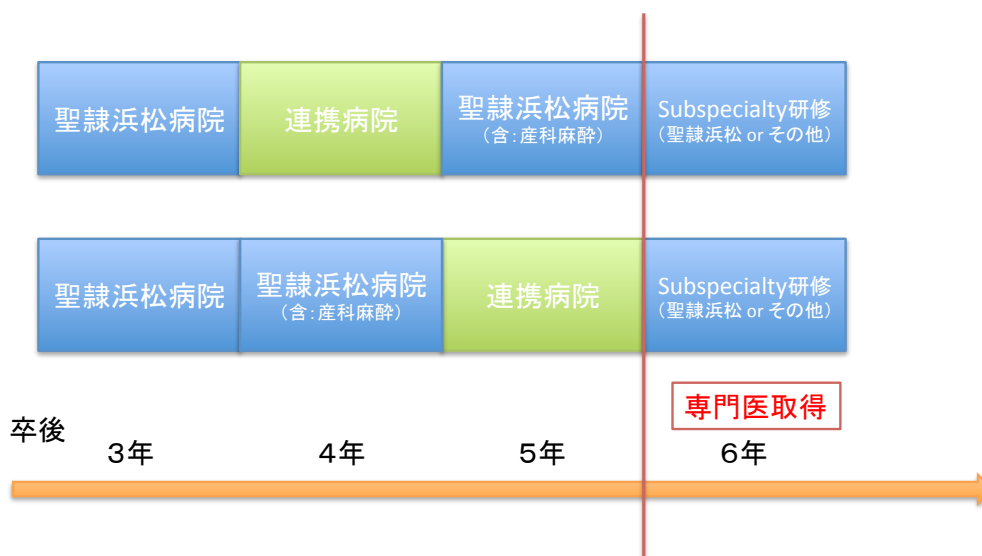 聖隷浜松病院
連携病院
聖隷浜松病院
（含：産科麻酔）
Subspecialty研修
（聖隷浜松 or その他）
聖隷浜松病院
聖隷浜松病院
（含：産科麻酔）
連携病院
Subspecialty研修
（聖隷浜松 or その他）
専門医取得
卒後
３年
４年
５年
６年